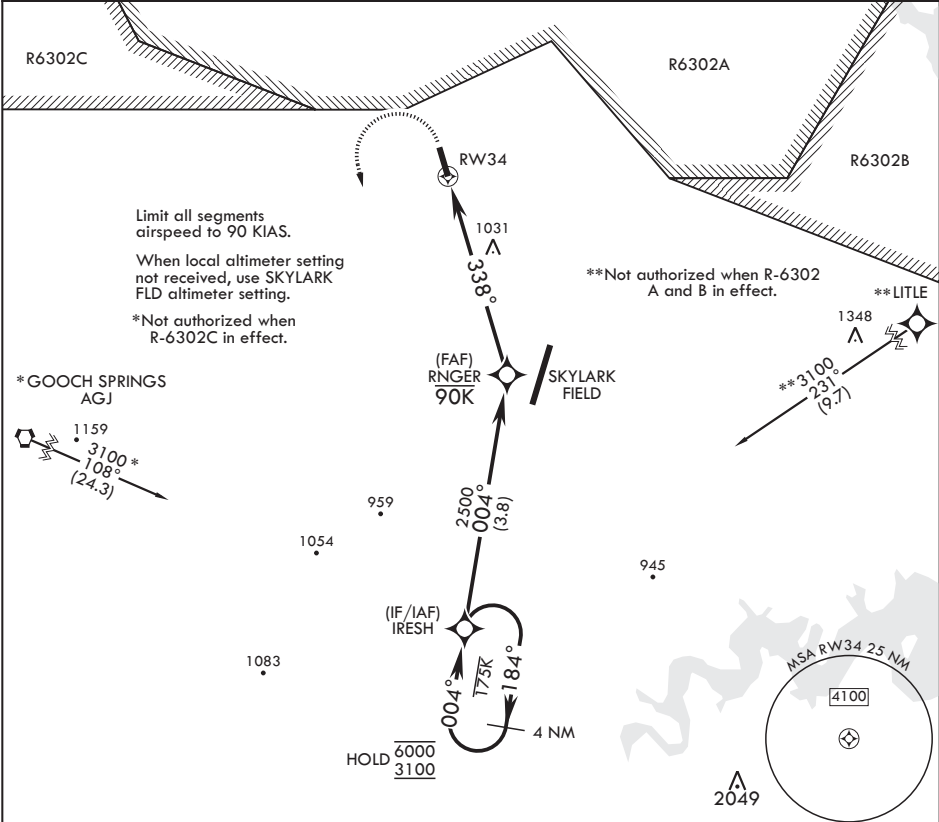 R6302C
R6302A
R6302B
RW34
Limit all segments
airspeed to 90 KIAS.
When local altimeter setting
not received, use SKYLARK
FLD altimeter setting.
*Not authorized when
R-6302C in effect.
1031
338°
**Not authorized when R-6302
A and B in effect.
**LITLE
1348
**3100
231°
(9.7)
(FAF)
RNGER
90K
SKYLARK
FIELD
*GOOCH SPRINGS
AGJ
1159
3100 *
108°
(24.3)
959
1054
2500
004°
(3.8)
945
(IF/IAF)
IRESH
1083
004°
175K
184°
4 NM
HOLD 6000
3100
MSA RW34 25 NM
4100
2049